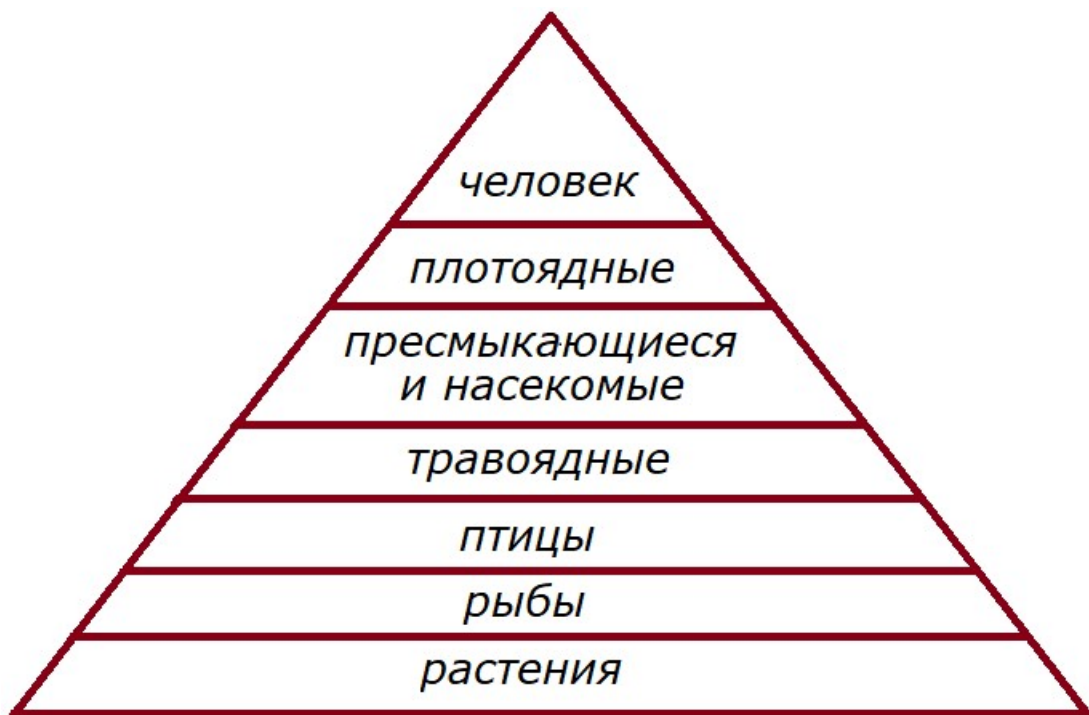 человек
плотоядные
пресмыкающиеся
и насекомые
травоядные
птицы
рыбы
растения